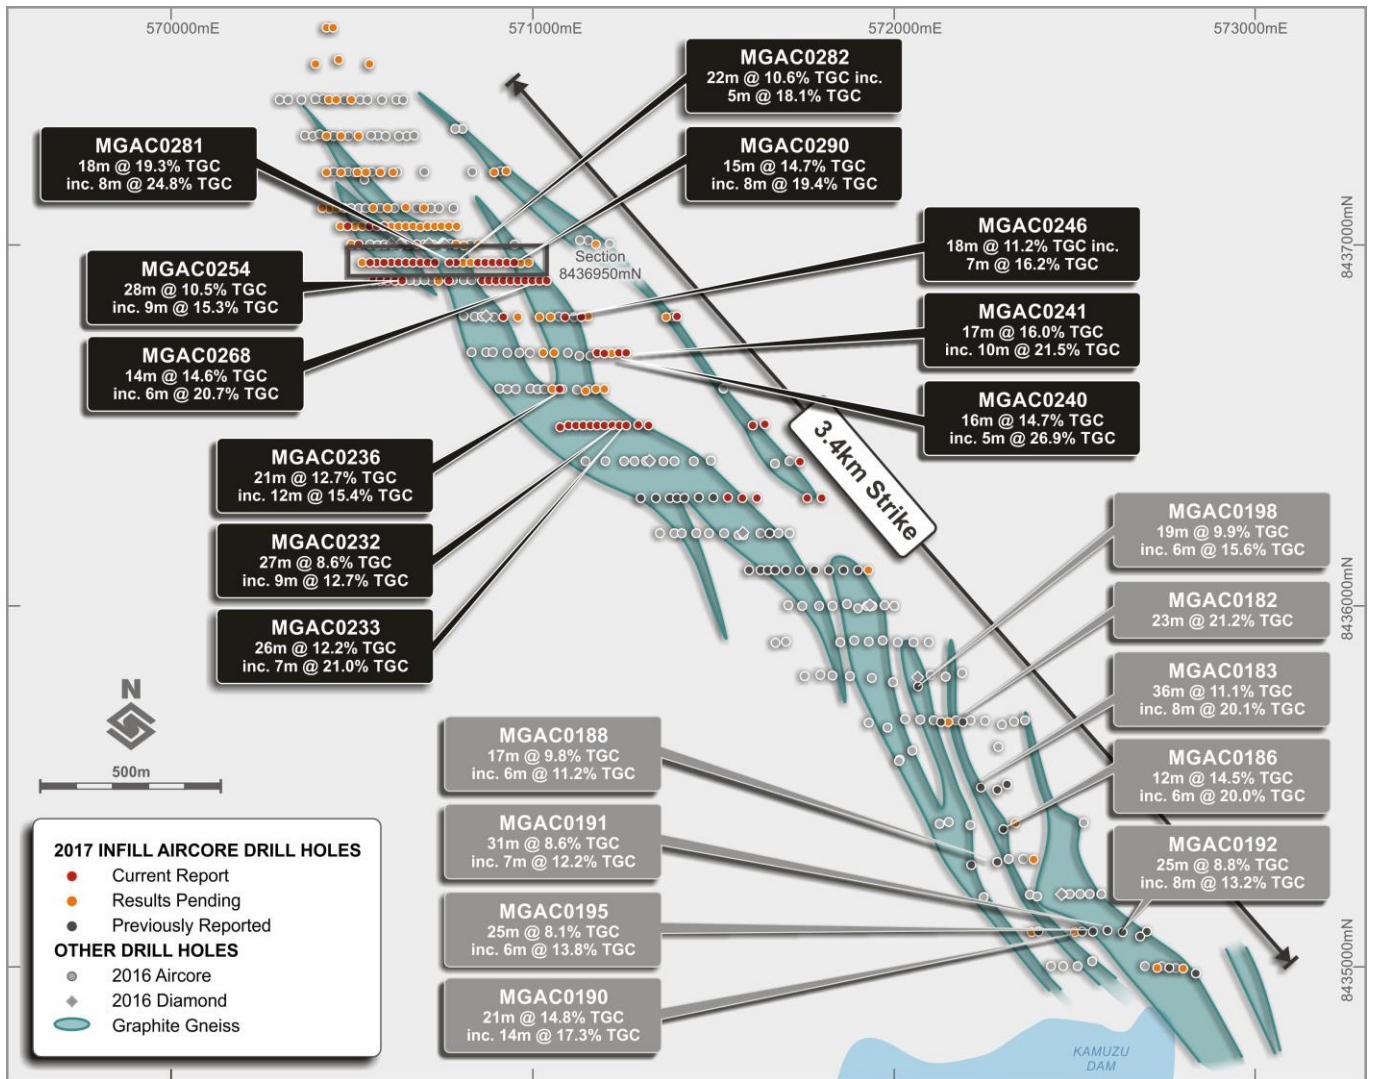 570000mE
571000mE
572000mE
573000mE
MGAC0282
22m @ 10.6% TGC inc.
5m @ 18.1% TGC
MGAC0281
18m @ 19.3% TGC
inc. 8m @ 24.8% TGC
MGAC0290
15m @ 14.7% TGC
inc. 8m @ 19.4% TGC
MGAC0246
18m @ 11.2% TGC inc.
7m @ 16.2% TGC
8437000mN
Section
8436950mN
MGAC0254
28m @ 10.5% TGC
inc. 9m @ 15.3% TGC
MGAC0241
17m @ 16.0% TGC
inc. 10m @ 21.5% TGC
MGAC0268
14m @ 14.6% TGC
inc. 6m @ 20.7% TGC
MGAC0240
16m @ 14.7% TGC
inc. 5m @ 26.9% TGC
3.4km Strike
MGAC0236
21m @ 12.7% TGC
inc. 12m @ 15.4% TGC
MGAC0198
19m @ 9.9% TGC
inc. 6m @ 15.6% TGC
MGAC0232
27m @ 8.6% TGC
inc. 9m @ 12.7% TGC
8436000mN
MGAC0182
23m @ 21.2% TGC
MGAC0233
26m @ 12.2% TGC
inc. 7m @ 21.0% TGC
MGAC0183
36m @ 11.1% TGC
inc. 8m @ 20.1% TGC
N
500m
MGAC0188
17m @ 9.8% TGC
inc. 6m @ 11.2% TGC
MGAC0186
12m @ 14.5% TGC
inc. 6m @ 20.0% TGC
MGAC0191
31m @ 8.6% TGC
inc. 7m @ 12.2% TGC
MGAC0192
25m @ 8.8% TGC
inc. 8m @ 13.2% TGC
MGAC0195
25m @ 8.1% TGC
inc. 6m @ 13.8% TGC
8435000mN
MGAC0190
21m @ 14.8% TGC
inc. 14m @ 17.3% TGC
2017 INFILL AIRCORE DRILL HOLES
Current Report
Results Pending
Previously Reported
OTHER DRILL HOLES
2016 Aircore
2016 Diamond
Graphite Gneiss
KAMUZU
DAM